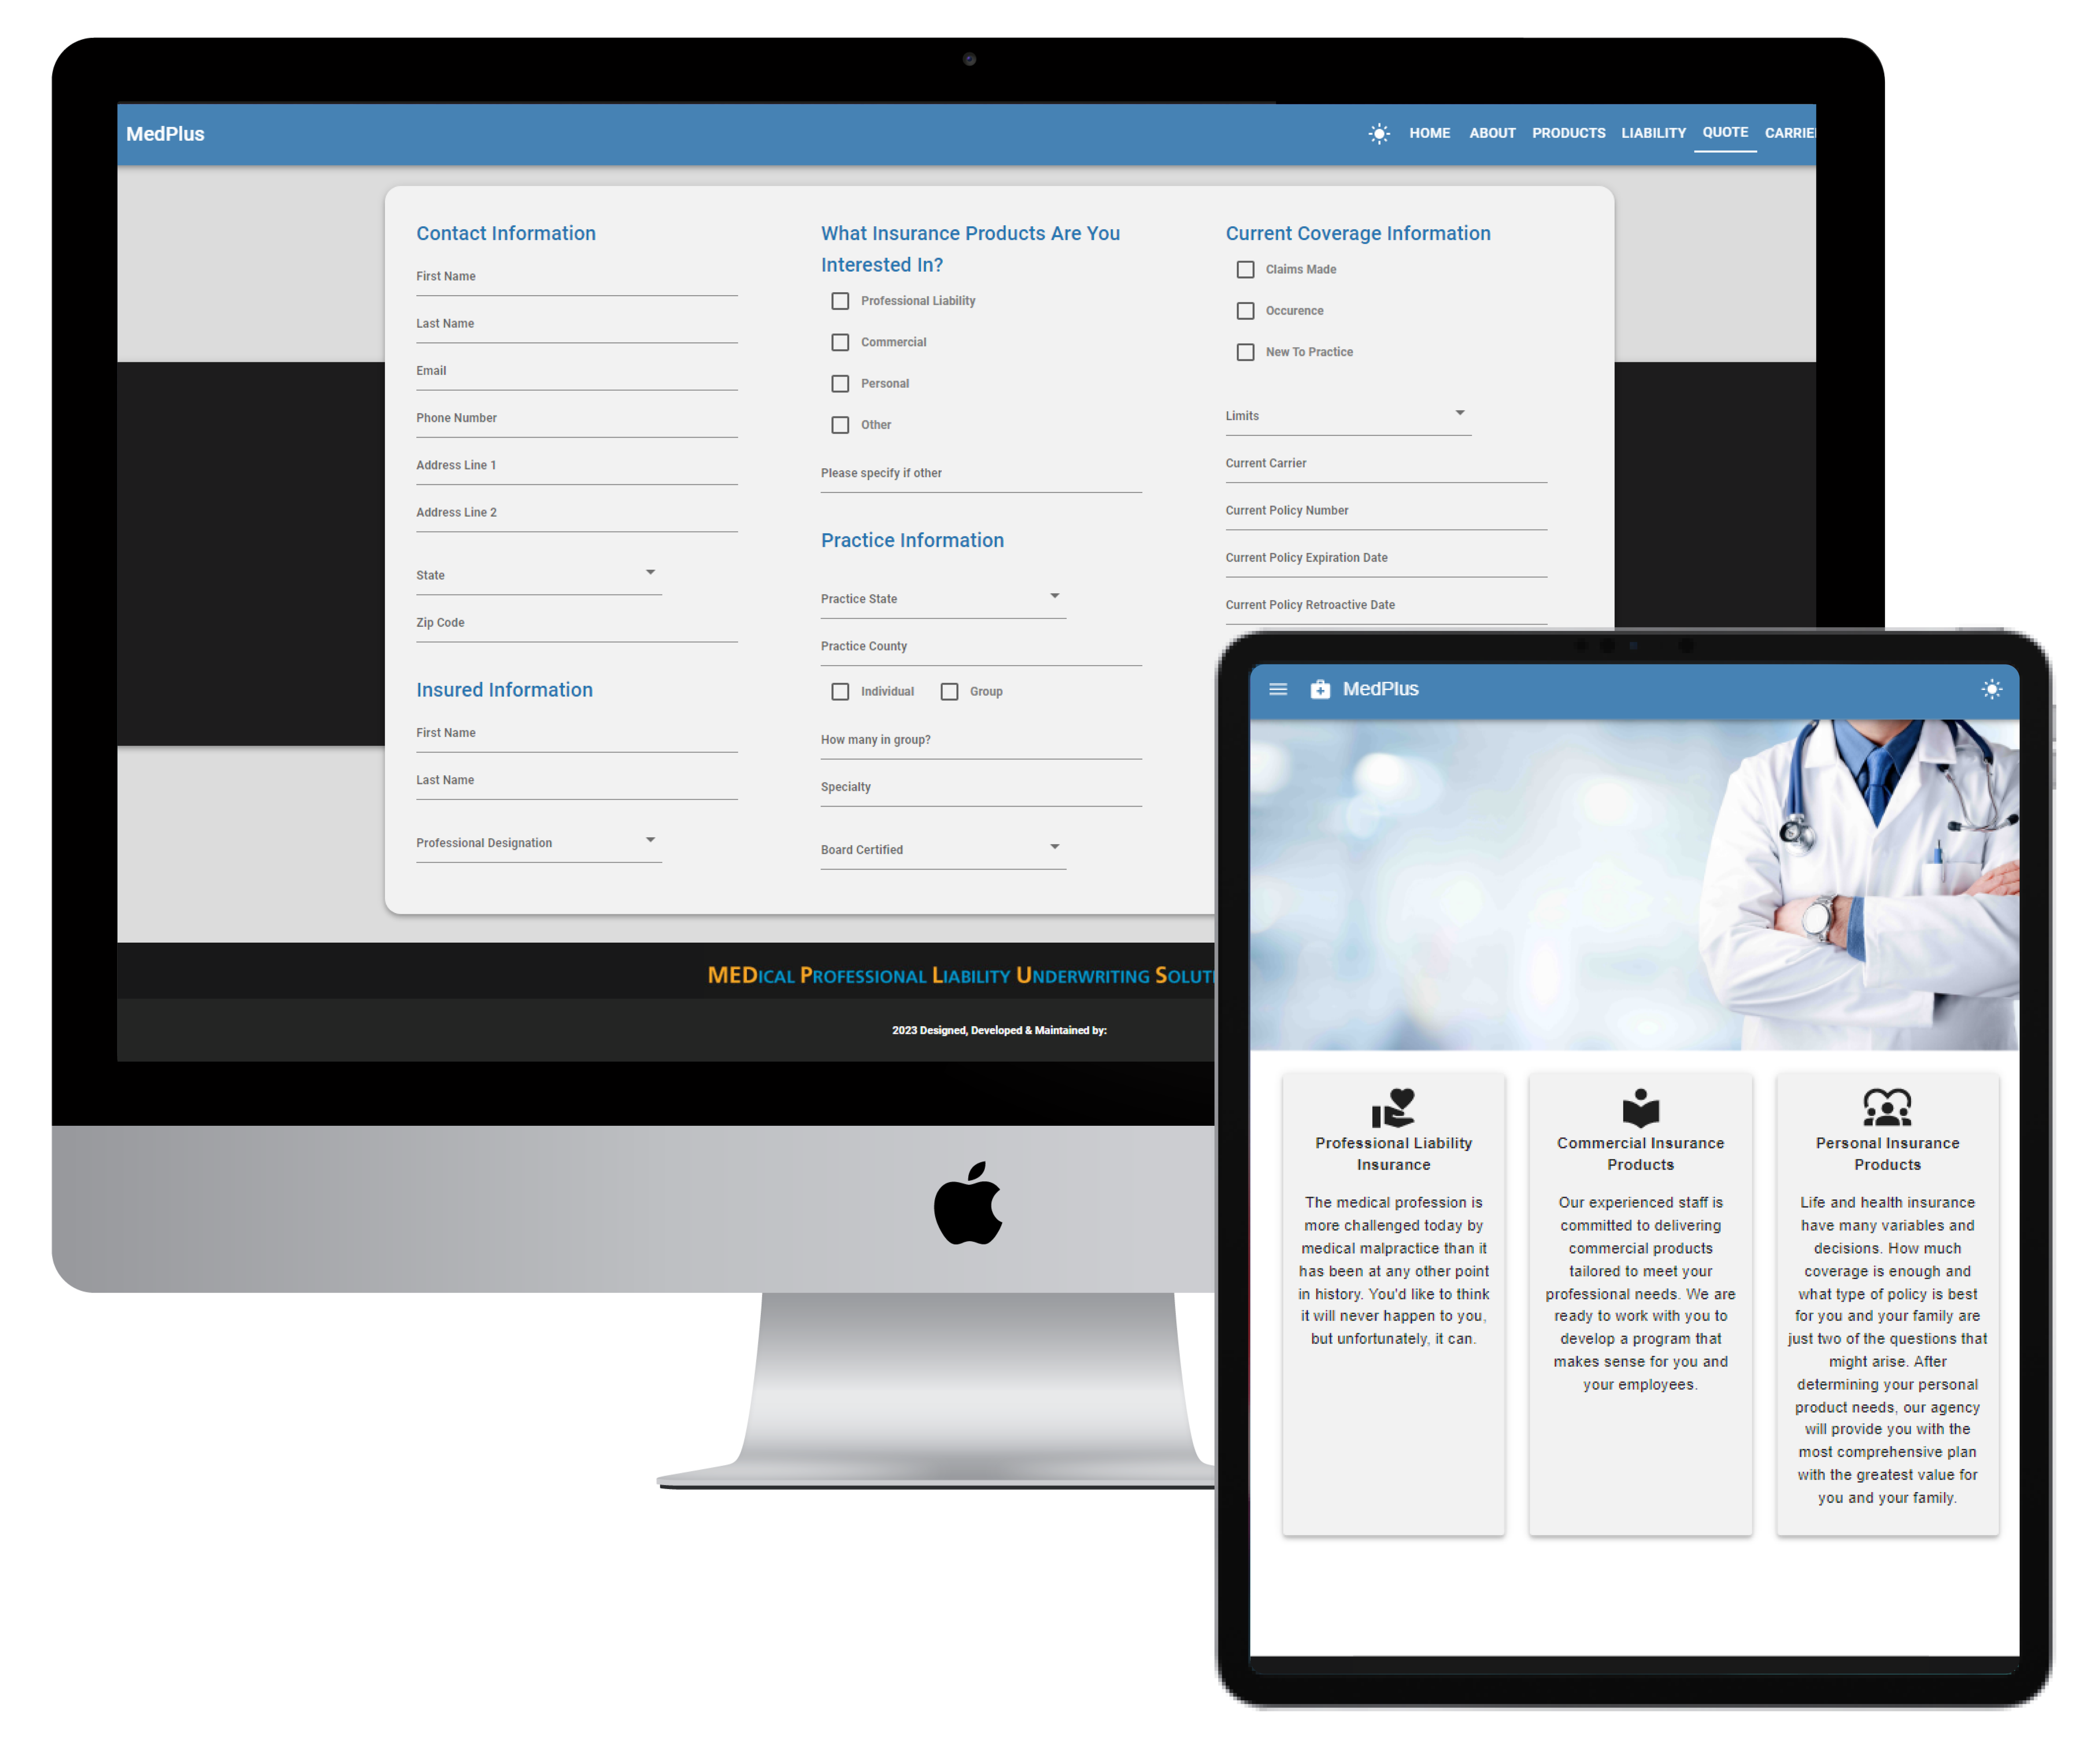 MedPlus
HOME ABOUT PRODUCTS LIABILITY QUOTE
Contact Information
First Name
Last Name
Email
Phone Number
Address Line 1
Address Line 2
State
Zip Code
Insured Information
First Name
Last Name
Professional Designation
What Insurance Products Are You
Interested In?
Professional Liability
Commercial
Personal
Other
Please specify if other
Practice Information
Practice State
Practice County
Individual Group
How many in group?
Specialty
Board Certified
Current Coverage Information
Claims Made
Occurence
New To Practice
Limits
Current Carrier
Current Policy Number
Current Policy Expiration Date
Current Policy Retroactive Date
MEDICAL PROFESSIONAL LIABILITY UNDERWRITING
2023 Designed, Developed & Maintained by:
MedPlus
Professional Liability
Insurance
The medical profession is
more challenged today by
medical malpractice than it
has been at any other point
in history. You'd like to think
it will never happen to you,
but unfortunately, it can.
Commercial Insurance
Products
Our experienced staff is
committed to delivering
commercial products
tailored to meet your
professional needs. We are
ready to work with you to
develop a program that
makes sense for you and
your employees.
Personal Insurance
Products
Life and health insurance
have many variables and
decisions. How much
coverage is enough and
what type of policy is best
for you and your family are
just two of the questions that
might arise. After
determining your personal
product needs, our agency
will provide you with the
most comprehensive plan
with the greatest value for
you and your family.